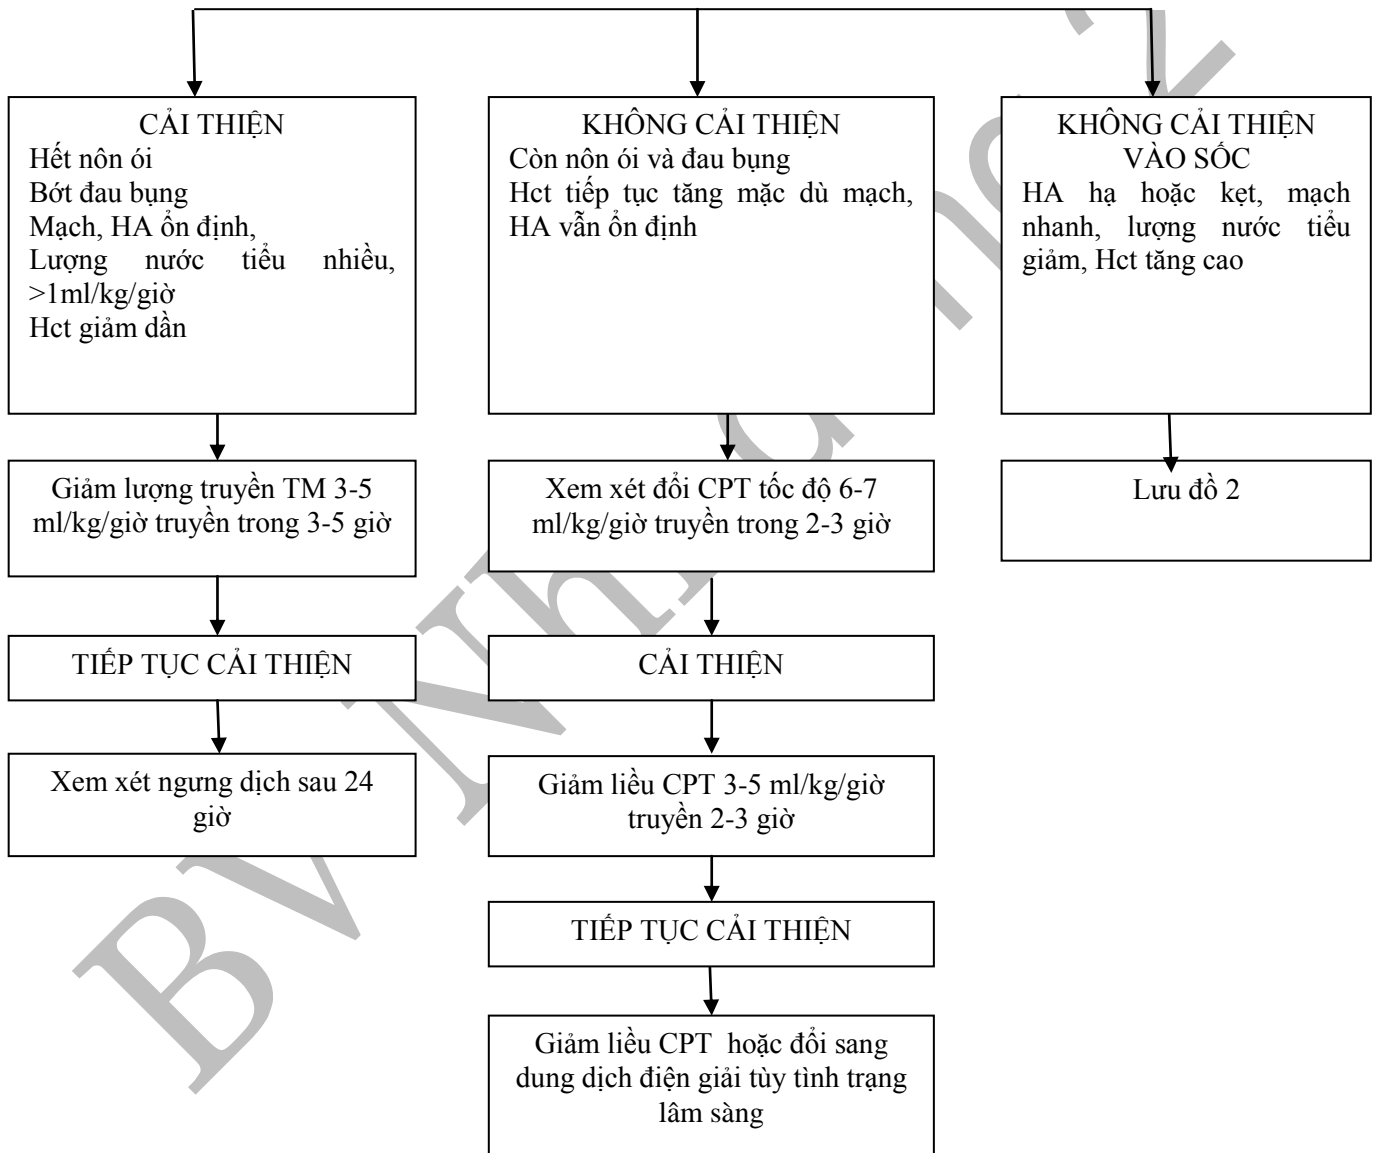 CẢI THIỆN
Hết nôn ói
Bớt đau bụng
Mạch, HA ổn định,
Lượng nước tiểu nhiều,
>1ml/kg/giờ
Hct giảm dần
KHÔNG CẢI THIỆN
Còn nôn ói và đau bụng
Hct tiếp tục tăng mặc dù mạch,
HA vẫn ổn định
KHÔNG CẢI THIỆN
VÀO SỐC
HA hạ hoặc kẹt, mạch
nhanh, lượng nước tiểu
giảm, Hct tăng cao
Giảm lượng truyền TM 3-5
ml/kg/giờ truyền trong 3-5 giờ
Xem xét đổi CPT tốc độ 6-7
ml/kg/giờ truyền trong 2-3 giờ
Lưu đồ 2
TIẾP TỤC CẢI THIỆN
CẢI THIỆN
Xem xét ngưng dịch sau 24
giờ
Giảm liều CPT 3-5 ml/kg/giờ
truyền 2-3 giờ
TIẾP TỤC CẢI THIỆN
Giảm liều CPT hoặc đổi sang
dung dịch điện giải tùy tình trạng
lâm sàng